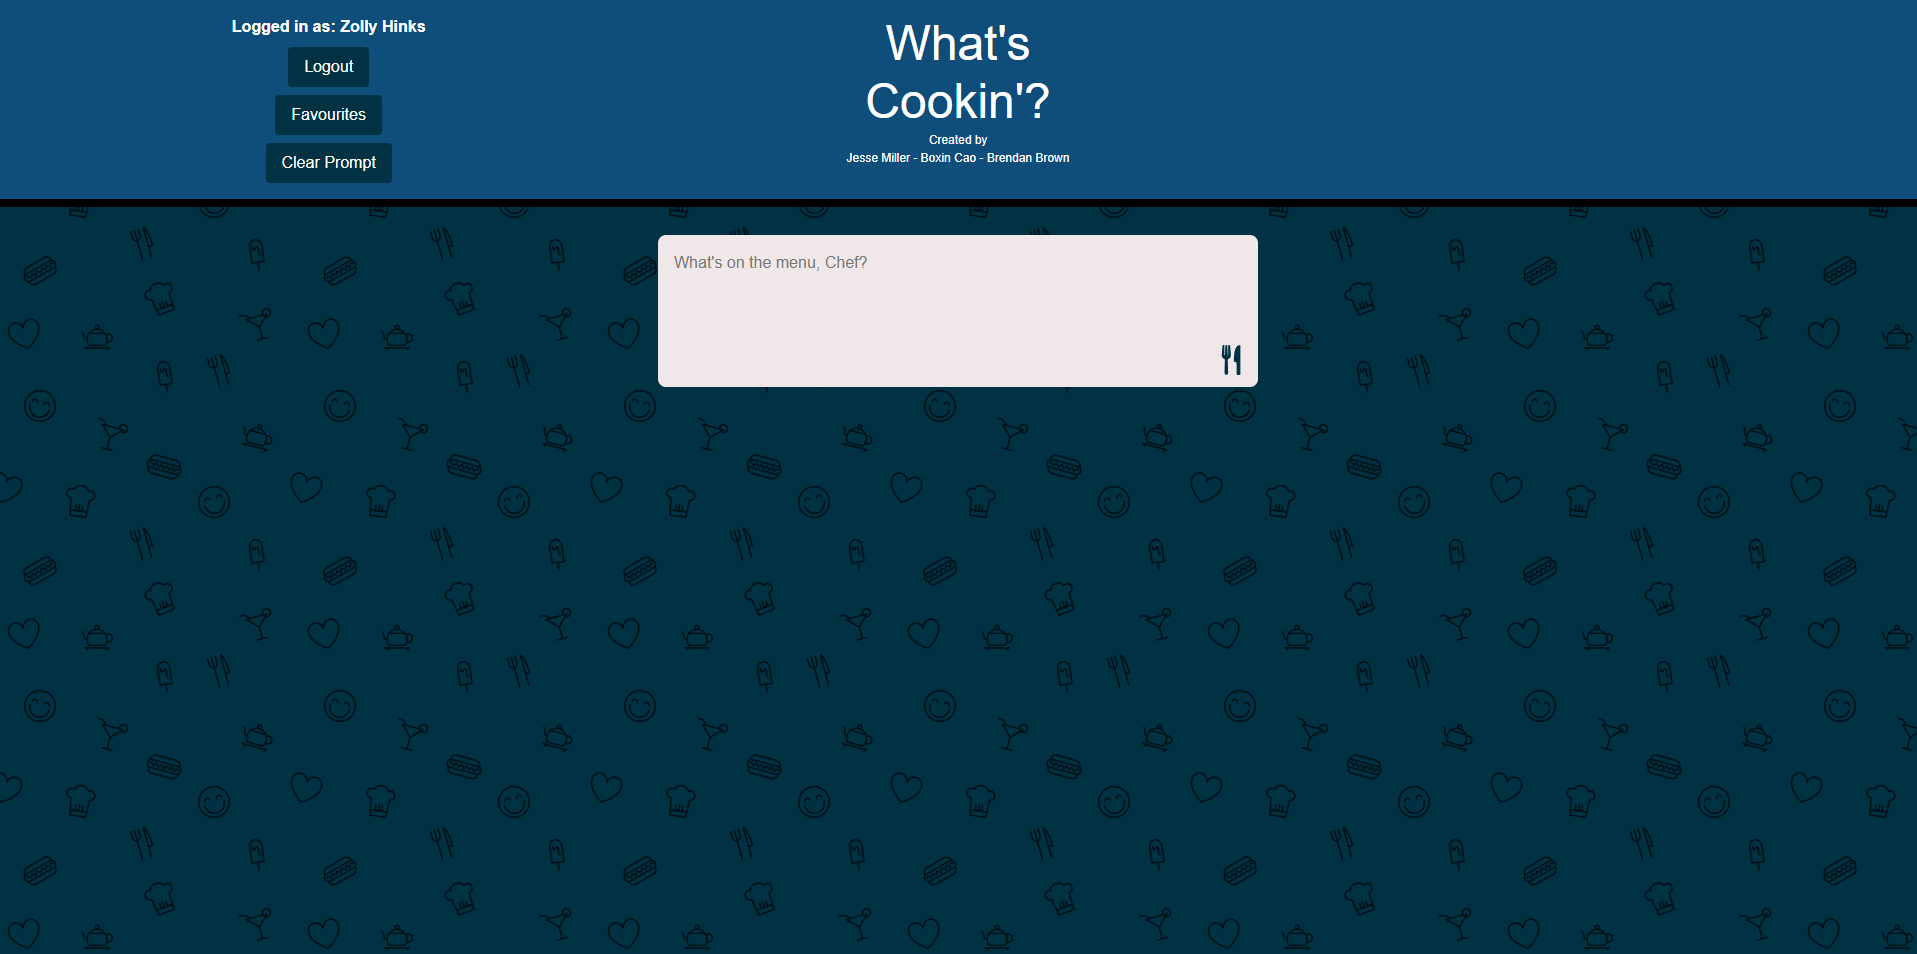 Logged in as: Zolly Hinks
Logout
Favourites
Clear Prompt
What's
Cookin'?
Created by
Jesse Miller - Boxin Cao - Brendan Brown
What's on the menu, Chef?